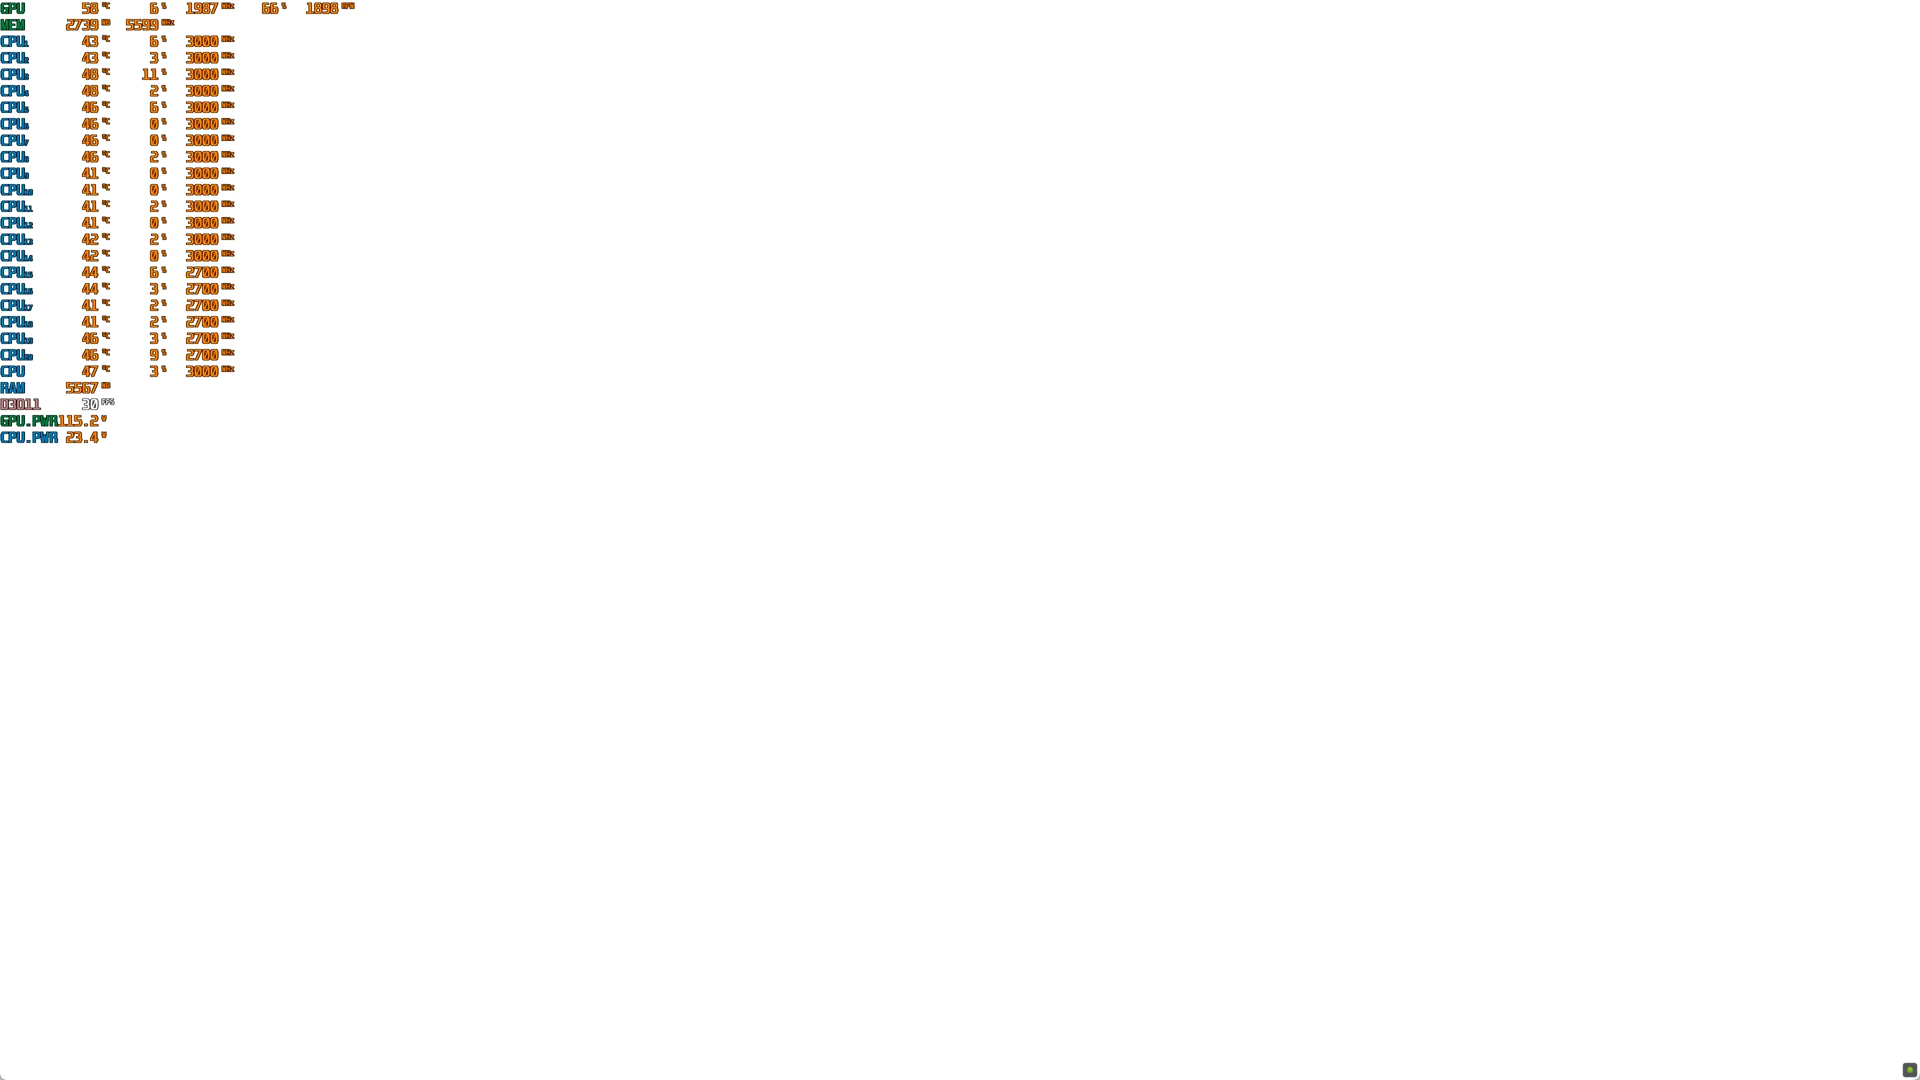 GPU 58 °C 6 % 1987 MHz 66 % 1898 RPM
MEM 2739 MB 5599 MHz
CPU1 43 °C 6 % 3000 MHz
CPU2 43 °C 3 % 3000 MHz
CPU3 48 °C 11 % 3000 MHz
CPU4 48 °C 2 % 3000 MHz
CPU5 46 °C 6 % 3000 MHz
CPU6 46 °C 0 % 3000 MHz
CPU7 46 °C 0 % 3000 MHz
CPU8 46 °C 2 % 3000 MHz
CPU9 41 °C 0 % 3000 MHz
CPU10 41 °C 0 % 3000 MHz
CPU11 41 °C 2 % 3000 MHz
CPU12 41 °C 0 % 3000 MHz
CPU13 42 °C 2 % 3000 MHz
CPU14 42 °C 0 % 3000 MHz
CPU15 44 °C 6 % 2700 MHz
CPU16 44 °C 3 % 2700 MHz
CPU17 41 °C 2 % 2700 MHz
CPU18 41 °C 2 % 2700 MHz
CPU19 46 °C 3 % 2700 MHz
CPU20 46 °C 9 % 2700 MHz
CPU 47 °C 3 % 3000 MHz
RAM 5567 MB
D3D11 30 FPS
GPU.PWR 115.2 W
CPU.PWR 23.4 W